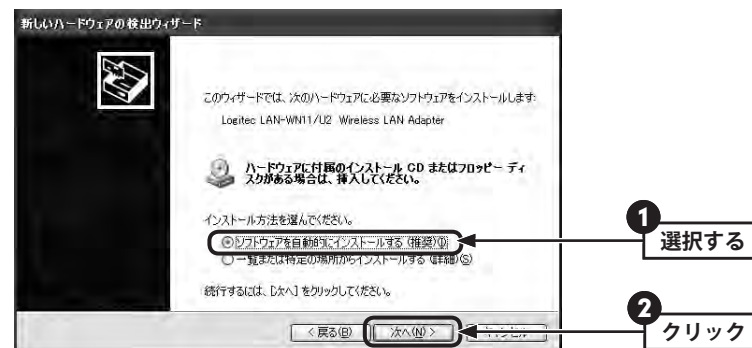 新しいハードウェアの検出ウィザード
このウィザードでは、次のハードウェアに必要なソフトウェアをインストールします:
Logitec LAN-WN11/U2 Wireless LAN Adapter
ハードウェアに付属のインストール CD またはフロッピー ディ
スクがある場合は、挿入してください。
インストール方法を選んでください。
ソフトウェアを自動的にインストールする (推奨)(I)
一覧または特定の場所からインストールする (詳細)(S)
続行するには、[次へ] をクリックしてください。
< 戻る(B)
次へ(N) >
キャンセル
1
選択する
2
クリック